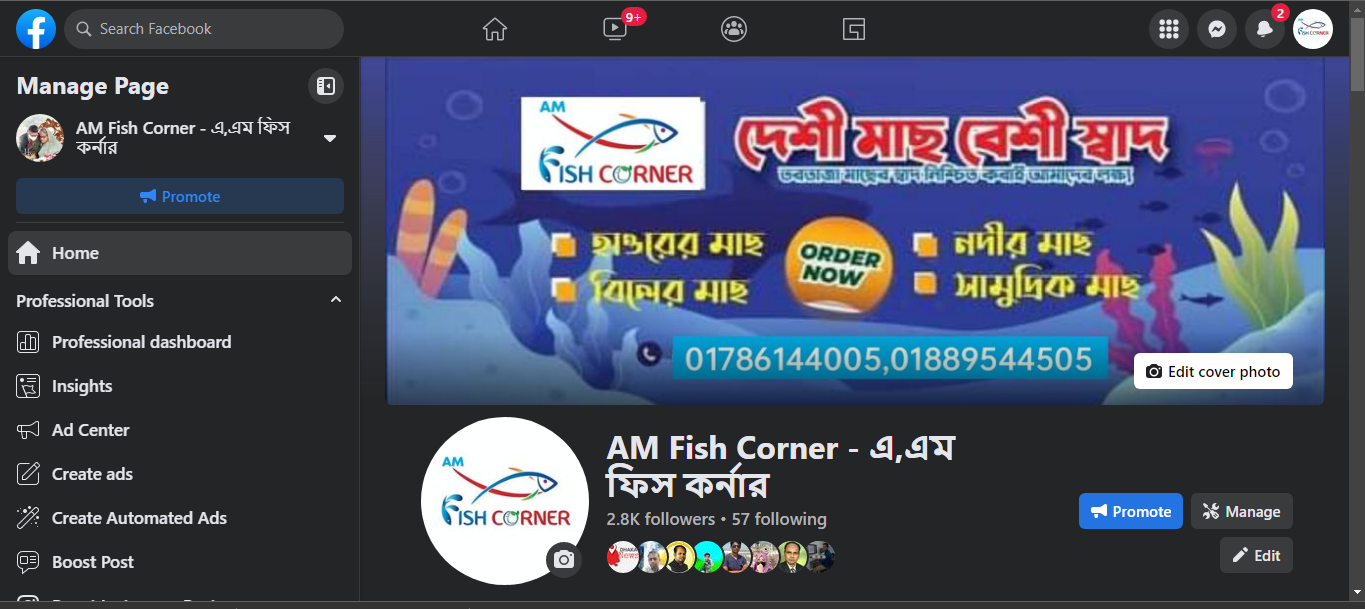 Search Facebook
9+
2
Manage Page
AM Fish Corner - এ,এম ফিস
কর্নার
Promote
Home
Professional Tools
Professional dashboard
Insights
Ad Center
Create ads
Create Automated Ads
Boost Post
AM
FISH CORNER
দেশী মাছ বেশী স্বাদ
তরতাজা মাছের স্বাদ নিশ্চিত করাই আমাদের লক্ষ্য
হাওরের মাছ
বিলের মাছ
ORDER
NOW
নদীর মাছ
সামুদ্রিক মাছ
01786144005,01889544505
Edit cover photo
AM
FISH CORNER
AM Fish Corner - এ,এম
ফিস কর্নার
2.8K followers • 57 following
DHAKA
News
Promote
Manage
Edit